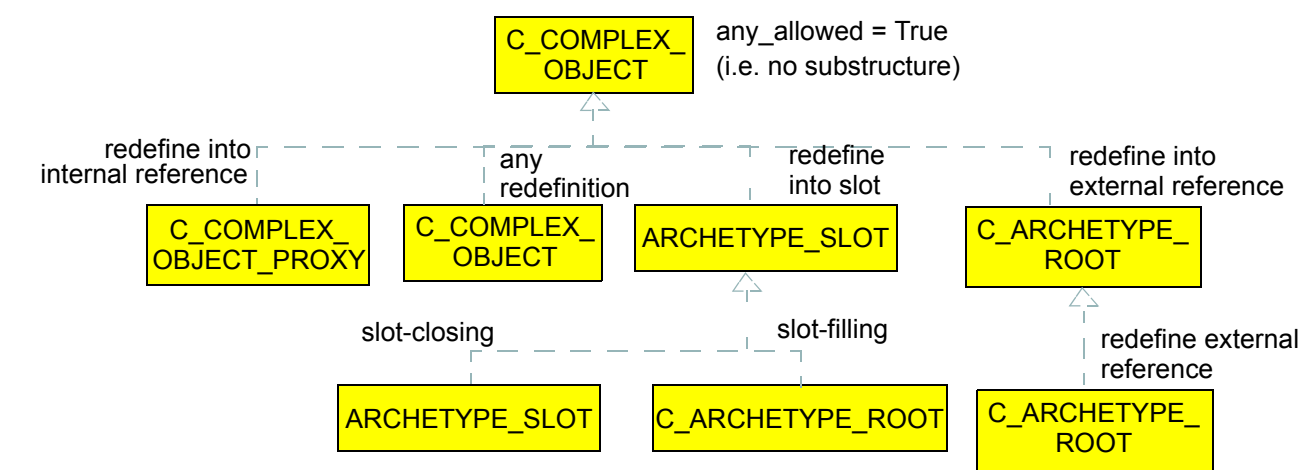 C_COMPLEX_
OBJECT
any_allowed = True
(i.e. no substructure)
redefine into
internal reference
any
redefinition
redefine
into slot
redefine into
external reference
C_COMPLEX_
OBJECT_PROXY
C_COMPLEX_
OBJECT
ARCHETYPE_SLOT
C_ARCHETYPE_
ROOT
slot-closing
slot-filling
redefine external
reference
ARCHETYPE_SLOT
C_ARCHETYPE_ROOT
C_ARCHETYPE_
ROOT